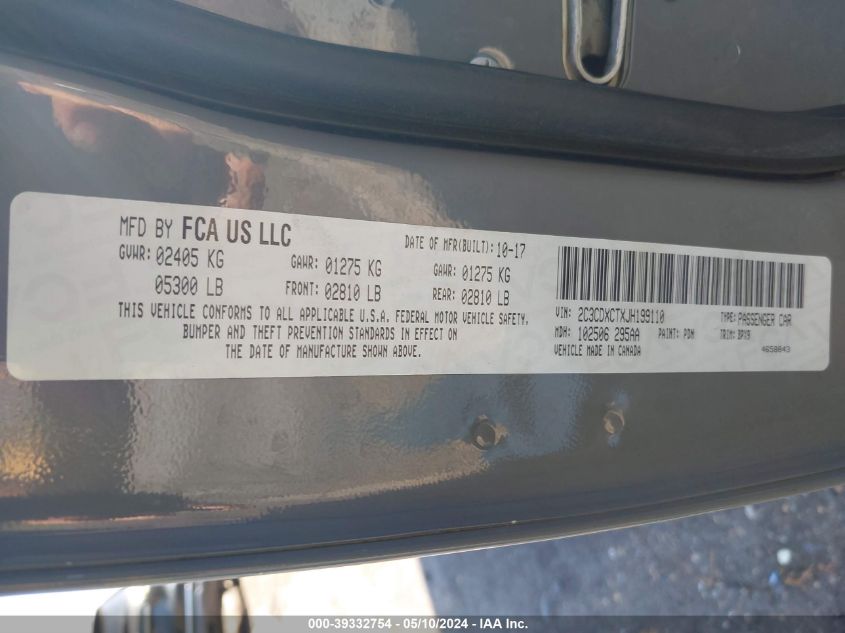 MFD BY FCA US LLC
DATE OF MFR(BUILT): 10-17
GVWR: 02405 KG
GAWR: 01275 KG
GAWR: 01275 KG
05300 LB
FRONT: 02810 LB
REAR: 02810 LB
THIS VEHICLE CONFORMS TO ALL APPLICABLE U.S.A. FEDERAL MOTOR VEHICLE SAFETY,
BUMPER AND THEFT PREVENTION STANDARDS IN EFFECT ON
THE DATE OF MANUFACTURE SHOWN ABOVE.
VIN: 2C3CDXCTXJH199110
TYPE: PASSENGER CAR
MDH: 102506 295AA
PAINT: PDN
TRIM: BPX9
VEHICLE MADE IN CANADA
4658843
000-39332754 - 05/10/2024 - IAA Inc.